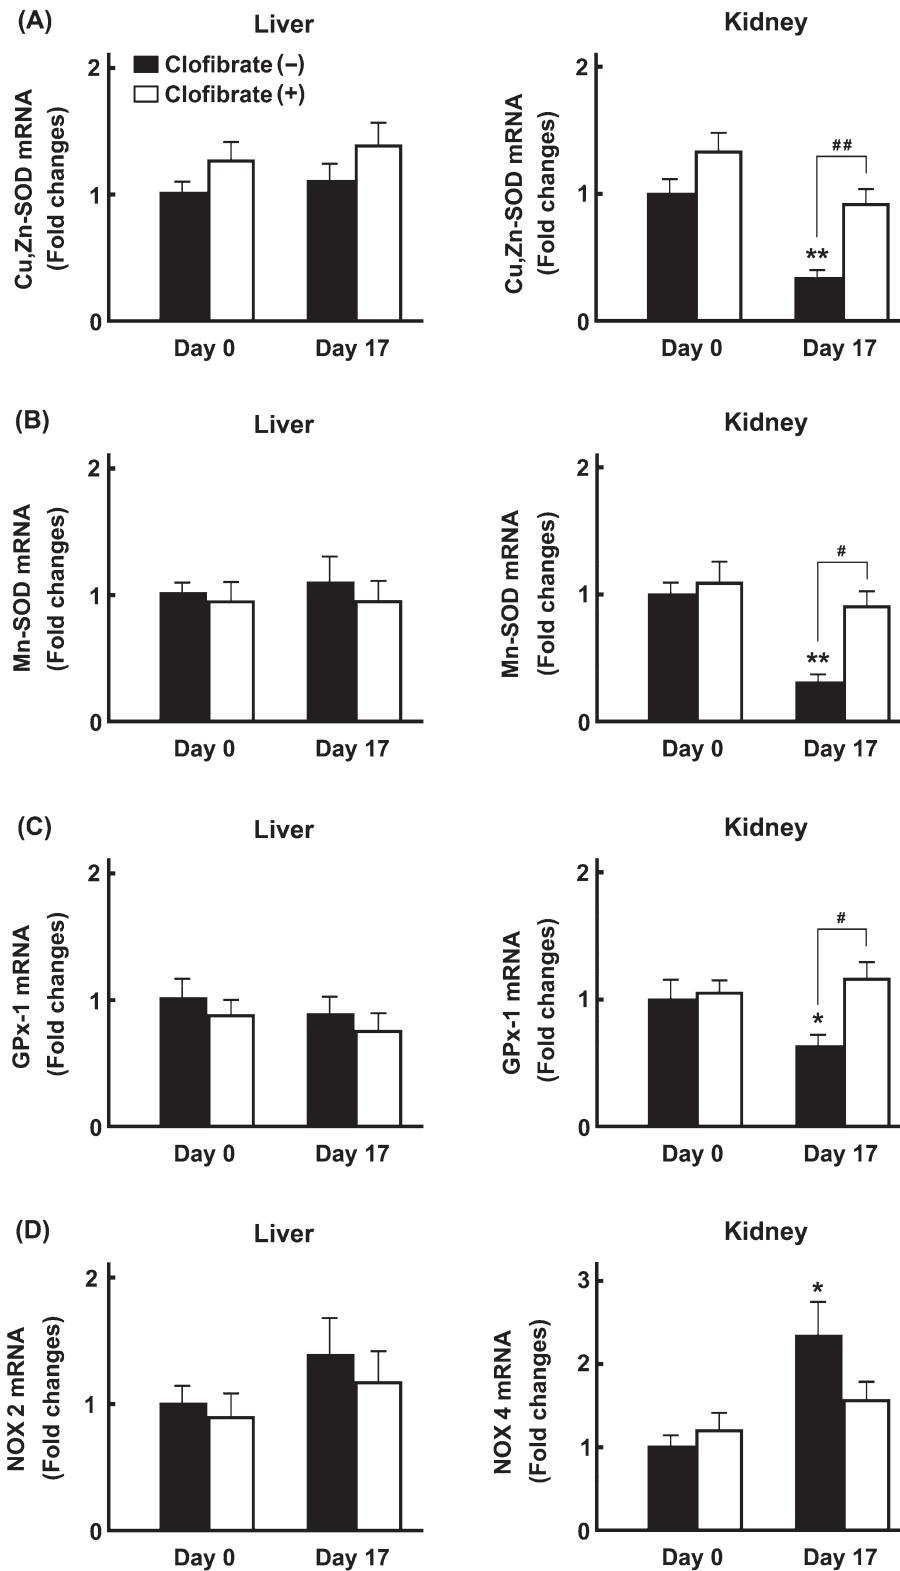 (A)
Liver
Cu,Zn-SOD mRNA
(Fold changes)
2
1
0
Clofibrate (−)
Clofibrate (+)
Day 0
Day 17
Kidney
Cu,Zn-SOD mRNA
(Fold changes)
2
1
0
##
**
Day 0
Day 17
(B)
Liver
Mn-SOD mRNA
(Fold changes)
2
1
0
Day 0
Day 17
Kidney
Mn-SOD mRNA
(Fold changes)
2
1
0
#
**
Day 0
Day 17
(C)
Liver
GPx-1 mRNA
(Fold changes)
2
1
0
Day 0
Day 17
Kidney
GPx-1 mRNA
(Fold changes)
2
1
0
#
*
Day 0
Day 17
(D)
Liver
NOX 2 mRNA
(Fold changes)
2
1
0
Day 0
Day 17
Kidney
NOX 4 mRNA
(Fold changes)
3
2
1
0
*
Day 0
Day 17